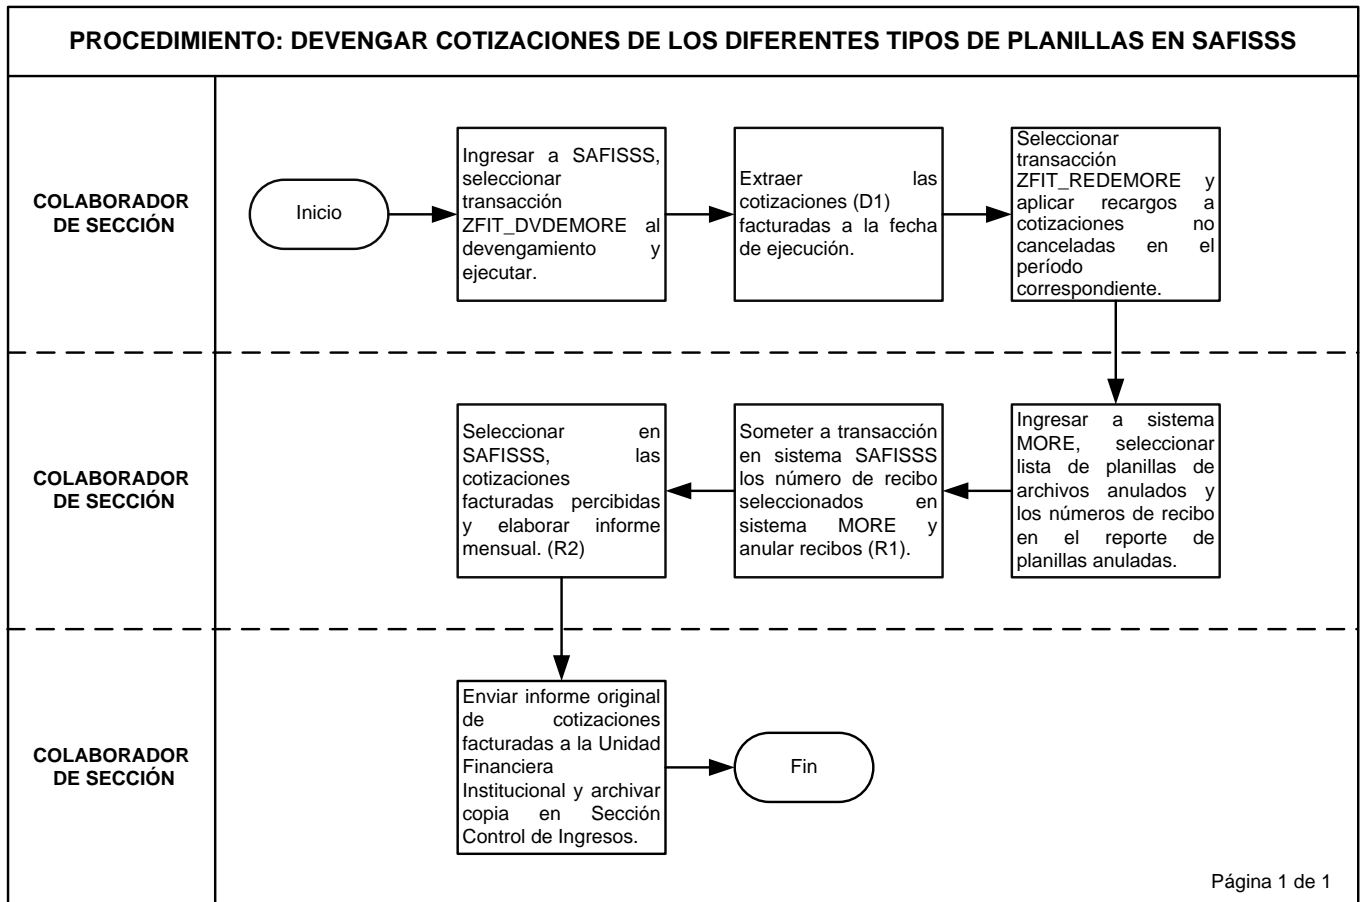 PROCEDIMIENTO: DEVENGAR COTIZACIONES DE LOS DIFERENTES TIPOS DE PLANILLAS EN SAFISSS
COLABORADOR
DE SECCIÓN
Inicio
Ingresar a SAFISSS,
seleccionar
transacción
ZFIT_DVDEMORE al
devengamiento y
ejecutar.
Extraer las
cotizaciones (D1)
facturadas a la fecha
de ejecución.
Seleccionar
transacción
ZFIT_REDEMORE y
aplicar recargos a
cotizaciones no
canceladas en el
período
correspondiente.
COLABORADOR
DE SECCIÓN
Ingresar a sistema
MORE, seleccionar
lista de planillas de
archivos anulados y
los números de recibo
en el reporte de
planillas anuladas.
Someter a transacción
en sistema SAFISSS
los número de recibo
seleccionados en
sistema MORE y
anular recibos (R1).
Seleccionar en
SAFISSS, las
cotizaciones
facturadas percibidas
y elaborar informe
mensual. (R2)
COLABORADOR
DE SECCIÓN
Enviar informe original
de cotizaciones
facturadas a la Unidad
Financiera
Institucional y archivar
copia en Sección
Control de Ingresos.
Fin
Página 1 de 1